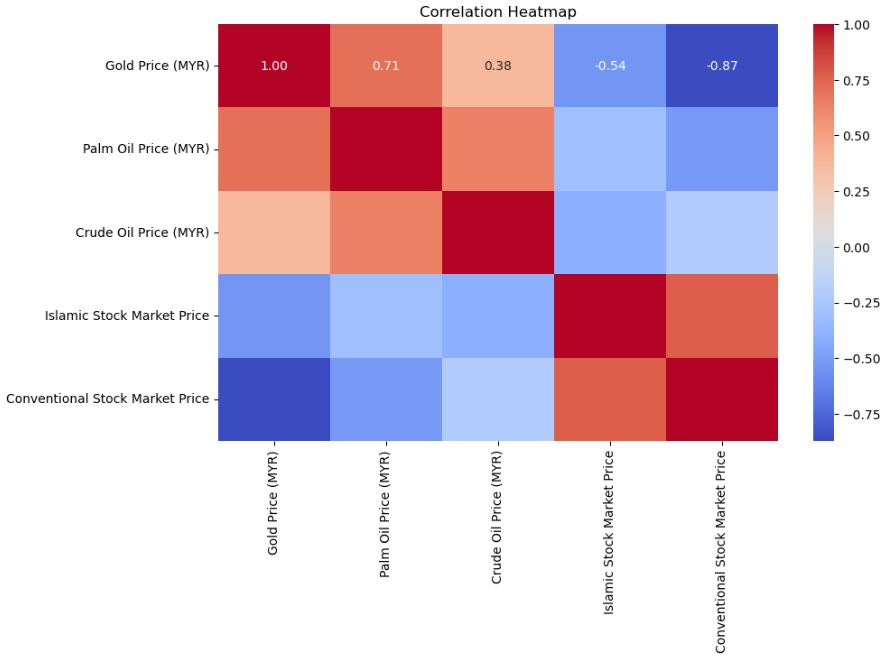 Correlation Heatmap
Gold Price (MYR)
1.00 0.71 0.38 -0.54 -0.87
Palm Oil Price (MYR)
Crude Oil Price (MYR)
Islamic Stock Market Price
Conventional Stock Market Price
Gold Price (MYR)
Palm Oil Price (MYR)
Crude Oil Price (MYR)
Islamic Stock Market Price
Conventional Stock Market Price
1.00
0.75
0.50
0.25
0.00
−0.25
−0.50
−0.75